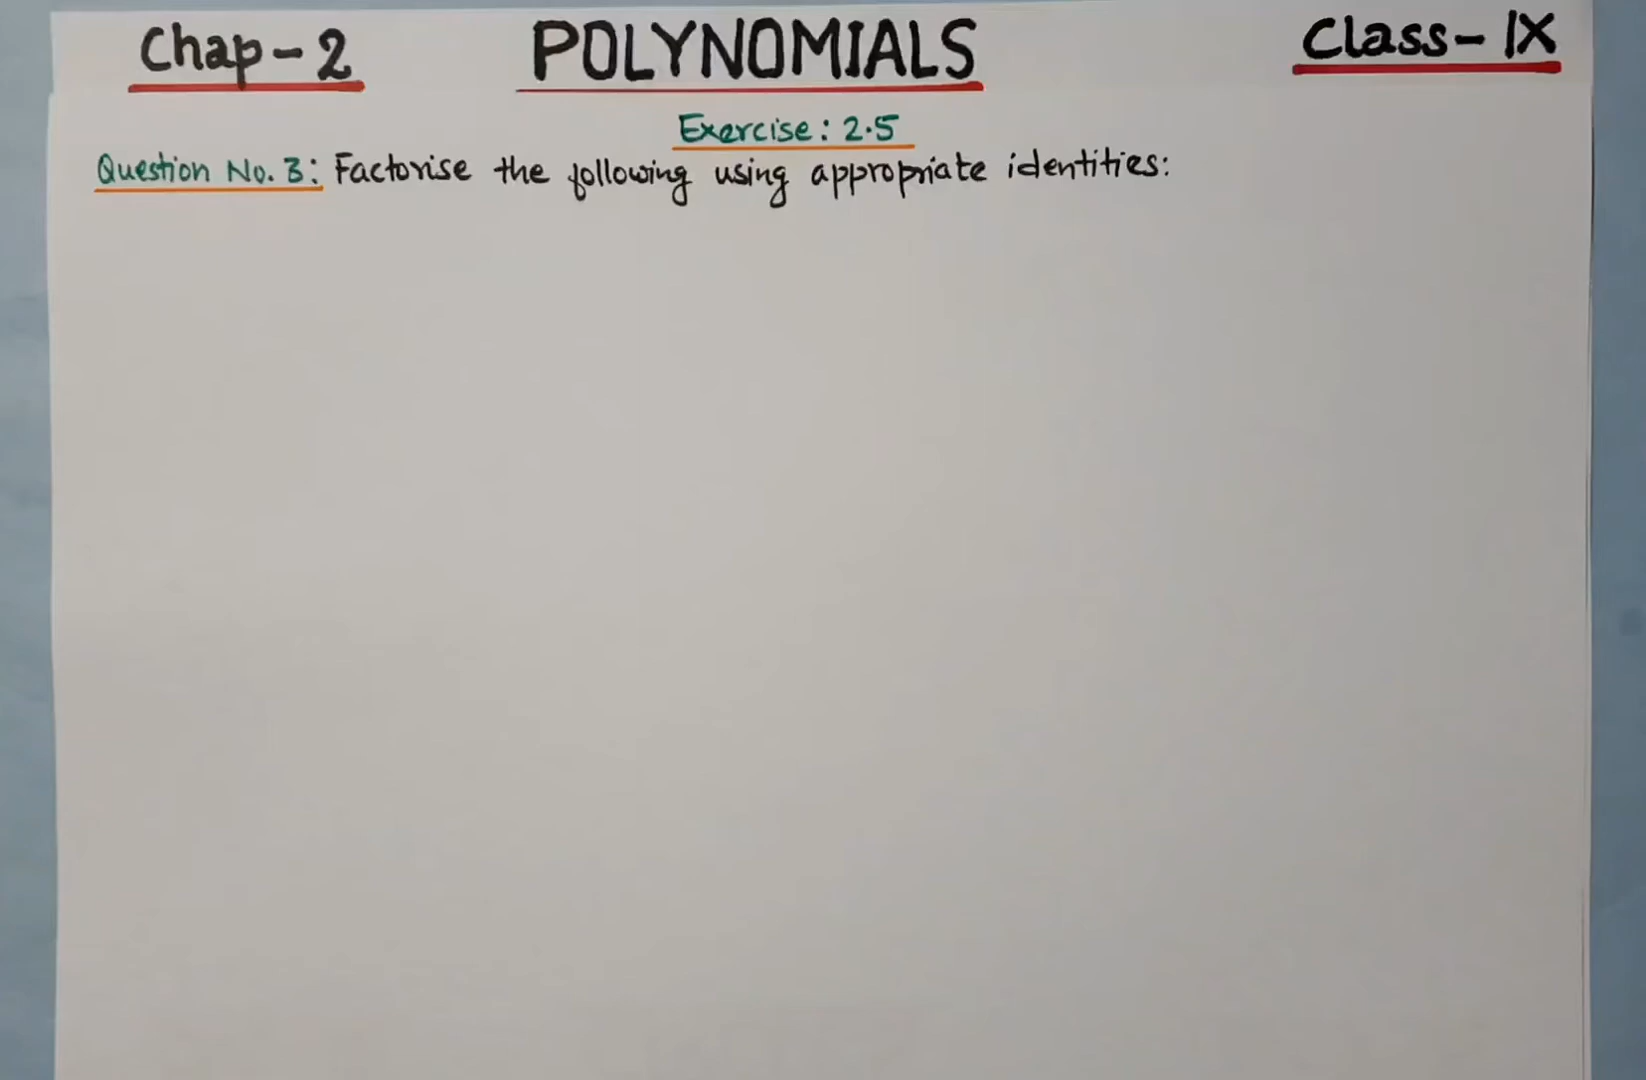 Chap-2 POLYNOMIALS Class-IX
Exercise: 2.5
Question No. 3: Factorise the following using appropriate identities: